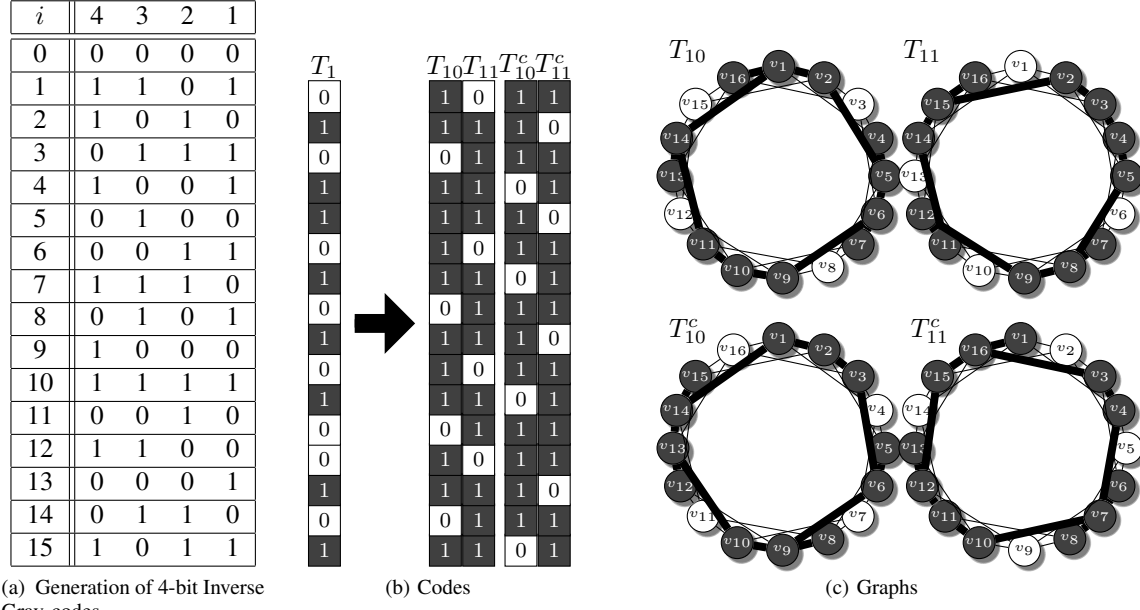 i 4 3 2 1
0 0 0 0 0
1 1 1 0 1
2 1 0 1 0
3 0 1 1 1
4 1 0 0 1
5 0 1 0 0
6 0 0 1 1
7 1 1 1 0
8 0 1 0 1
9 1 0 0 0
10 1 1 1 1
11 0 0 1 0
12 1 1 0 0
13 0 0 0 1
14 0 1 1 0
15 1 0 1 1
(a) Generation of 4-bit Inverse
Gray codes
T₁ T₁₀ T₁₁ T₁₀ᶜ T₁₁ᶜ
0 1 0 1 1
1 1 1 1 0
0 0 1 1 1
1 1 1 0 1
1 1 1 1 0
0 1 0 1 1
1 1 1 0 1
0 0 1 1 1
1 1 1 1 0
0 1 0 1 1
1 1 1 0 1
0 0 1 1 1
0 1 0 1 1
1 1 1 1 0
0 0 1 1 1
1 1 1 0 1
(b) Codes
T₁₀
v₁ v₂ v₃ v₄ v₅ v₆ v₇ v₈ v₉ v₁₀ v₁₁ v₁₂ v₁₃ v₁₄ v₁₅ v₁₆
T₁₁
v₁ v₂ v₃ v₄ v₅ v₆ v₇ v₈ v₉ v₁₀ v₁₁ v₁₂ v₁₃ v₁₄ v₁₅ v₁₆
T₁₀ᶜ
v₁ v₂ v₃ v₄ v₅ v₆ v₇ v₈ v₉ v₁₀ v₁₁ v₁₂ v₁₃ v₁₄ v₁₅ v₁₆
T₁₁ᶜ
v₁ v₂ v₃ v₄ v₅ v₆ v₇ v₈ v₉ v₁₀ v₁₁ v₁₂ v₁₃ v₁₄ v₁₅ v₁₆
(c) Graphs